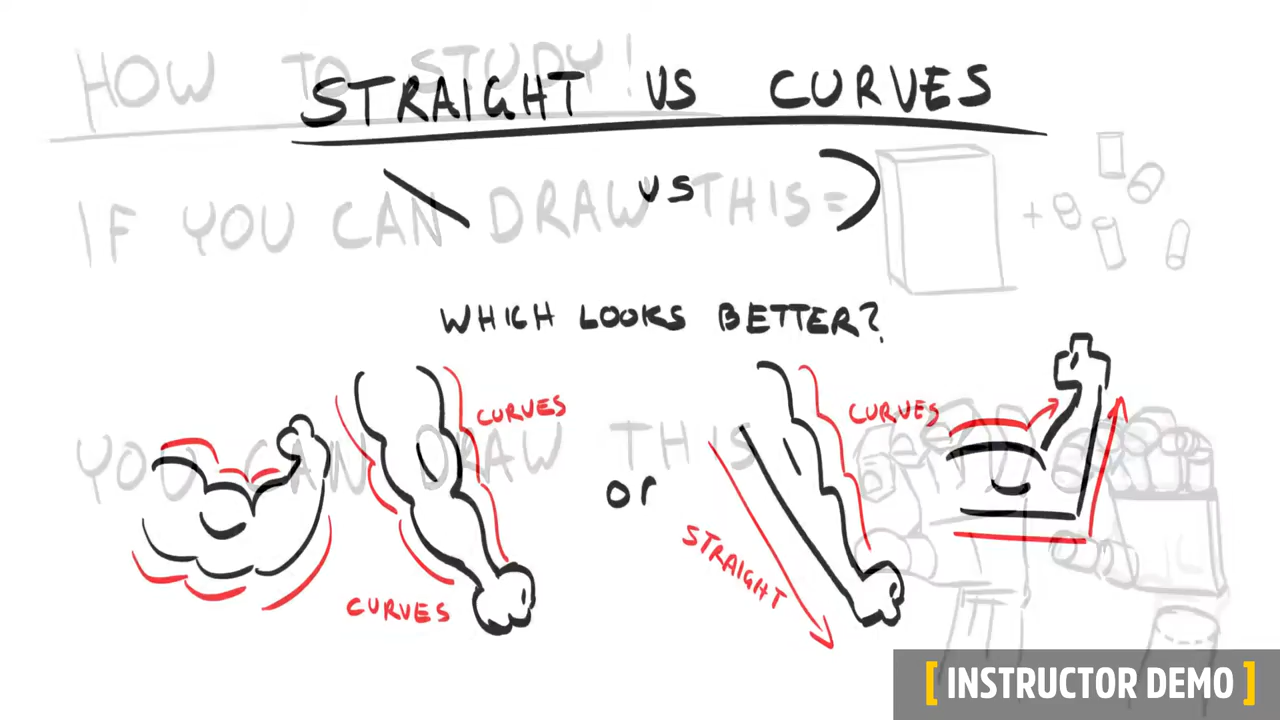 HOW TO STUDY!
STRAIGHT VS CURVES
VS
IF YOU CAN DRAW THIS =
+
WHICH LOOKS BETTER?
CURVES
CURVES
YOU CAN DRAW THIS
or
STRAIGHT
CURVES
[ INSTRUCTOR DEMO ]